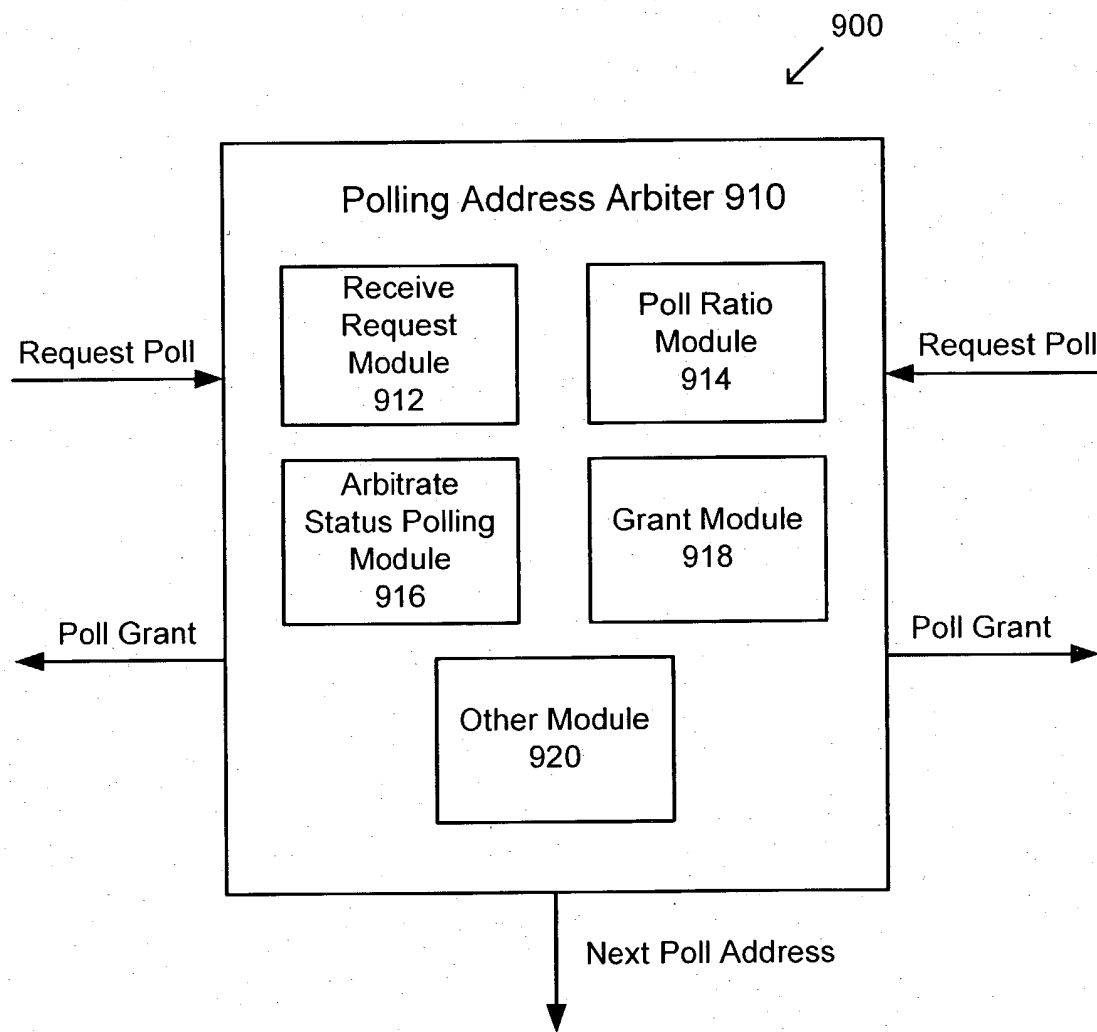 900
Polling Address Arbiter 910
Receive
Request
Module
912
Poll Ratio
Module
914
Request Poll
Request Poll
Arbitrate
Status Polling
Module
916
Grant Module
918
Poll Grant
Poll Grant
Other Module
920
Next Poll Address